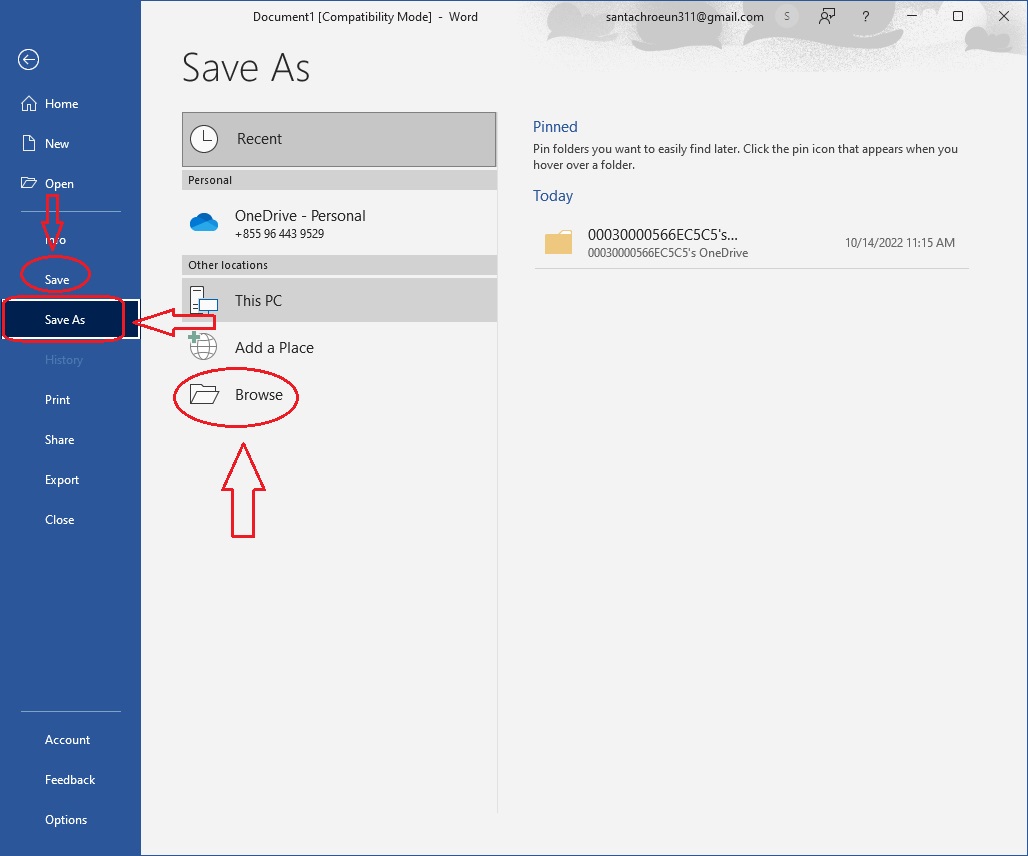 Document1 [Compatibility Mode] - Word
santachroeun311@gmail.com
S
?
Save As
Home
New
Open
Info
Save
Save As
History
Print
Share
Export
Close
Account
Feedback
Options
Recent
Personal
OneDrive - Personal
+855 96 443 9529
Other locations
This PC
Add a Place
Browse
Pinned
Pin folders you want to easily find later. Click the pin icon that appears when you
hover over a folder.
Today
00030000566EC5C5's...
10/14/2022 11:15 AM
00030000566EC5C5's OneDrive